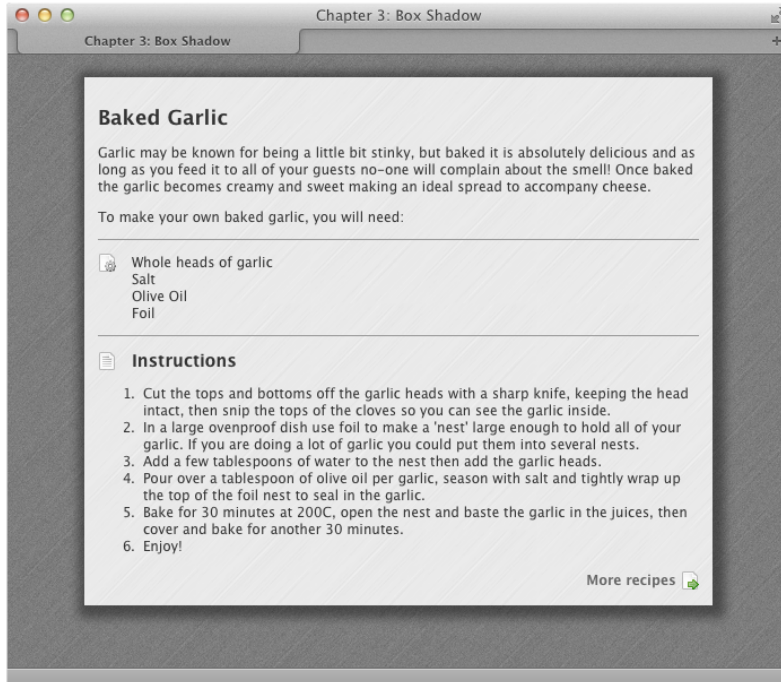 Chapter 3: Box Shadow
Chapter 3: Box Shadow
Baked Garlic
Garlic may be known for being a little bit stinky, but baked it is absolutely delicious and as
long as you feed it to all of your guests no-one will complain about the smell! Once baked
the garlic becomes creamy and sweet making an ideal spread to accompany cheese.
To make your own baked garlic, you will need:
Whole heads of garlic
Salt
Olive Oil
Foil
Instructions
1. Cut the tops and bottoms off the garlic heads with a sharp knife, keeping the head
intact, then snip the tops of the cloves so you can see the garlic inside.
2. In a large ovenproof dish use foil to make a 'nest' large enough to hold all of your
garlic. If you are doing a lot of garlic you could put them into several nests.
3. Add a few tablespoons of water to the nest then add the garlic heads.
4. Pour over a tablespoon of olive oil per garlic, season with salt and tightly wrap up
the top of the foil nest to seal in the garlic.
5. Bake for 30 minutes at 200C, open the nest and baste the garlic in the juices, then
cover and bake for another 30 minutes.
6. Enjoy!
More recipes